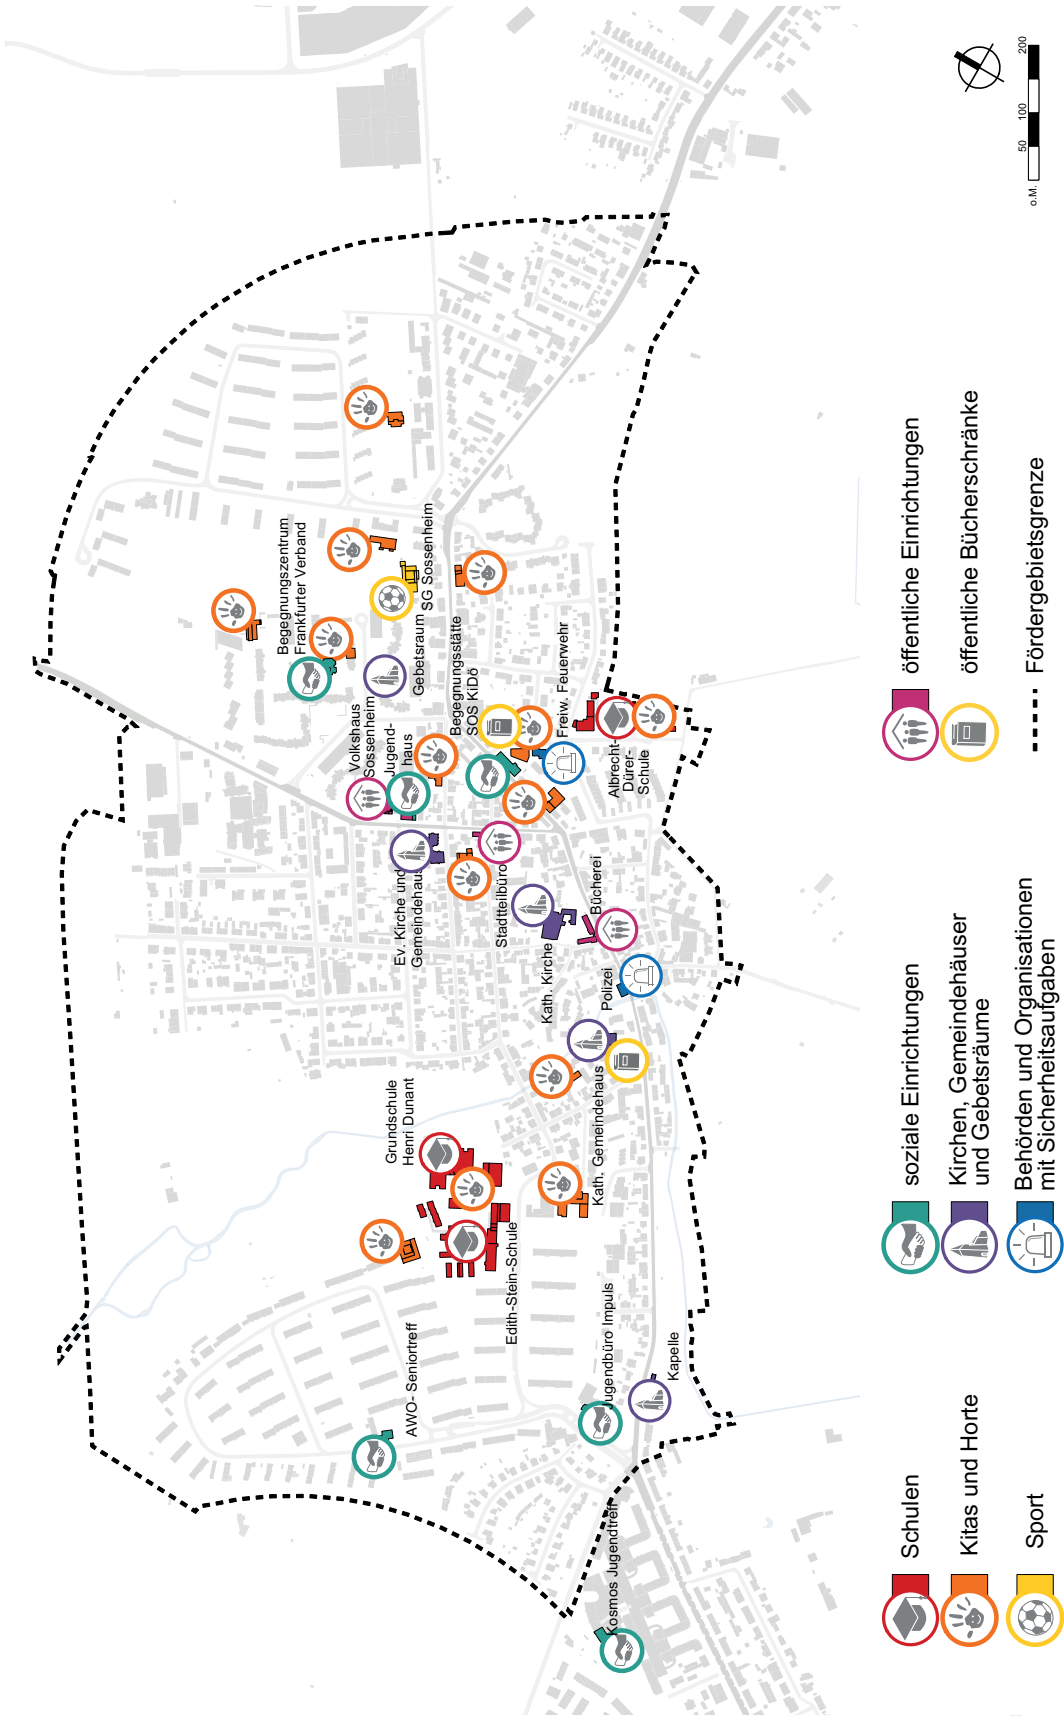 AWO- Seniortreff
Kosmos Jugendtreff
Jugendbüro Impuls
Kapelle
Edith-Stein-Schule
Grundschule
Henri Dunant
Kath. Gemeindehaus
Polizei
Kath. Kirche
Bücherei
Ev. Kirche und
Gemeindehaus
Stadtteilbüro
Volkshaus
Sossenheim
Jugend-
haus
Albrecht-
Dürer-
Schule
Freiw. Feuerwehr
Begegnungsstätte
SOS KiDö
Gebetsraum
SG Sossenheim
Begegnungszentrum
Frankfurter Verband
Schulen
Kitas und Horte
Sport
soziale Einrichtungen
Kirchen, Gemeindehäuser
und Gebetsräume
Behörden und Organisationen
mit Sicherheitsaufgaben
öffentliche Einrichtungen
öffentliche Bücherschränke
Fördergebietsgrenze
o.M. 50 100 200